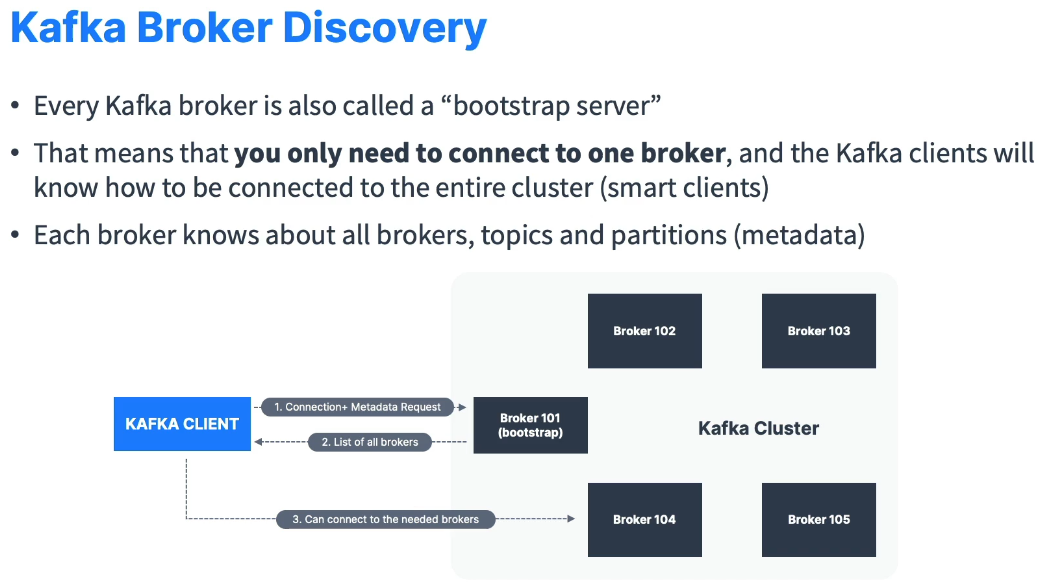 Kafka Broker Discovery
• Every Kafka broker is also called a “bootstrap server”
• That means that you only need to connect to one broker, and the Kafka clients will
know how to be connected to the entire cluster (smart clients)
• Each broker knows about all brokers, topics and partitions (metadata)
Broker 102
Broker 103
KAFKA CLIENT
1. Connection+ Metadata Request
2. List of all brokers
Broker 101
(bootstrap)
Kafka Cluster
3. Can connect to the needed brokers
Broker 104
Broker 105